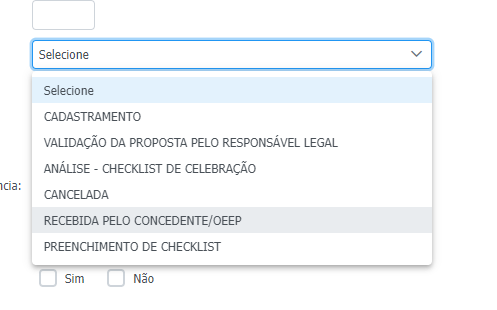 Selecione
Selecione
CADASTRAMENTO
VALIDAÇÃO DA PROPOSTA PELO RESPONSÁVEL LEGAL
ANÁLISE - CHECKLIST DE CELEBRAÇÃO
ncia:
CANCELADA
RECEBIDA PELO CONCEDENTE/OEEP
PREENCHIMENTO DE CHECKLIST
Sim Não